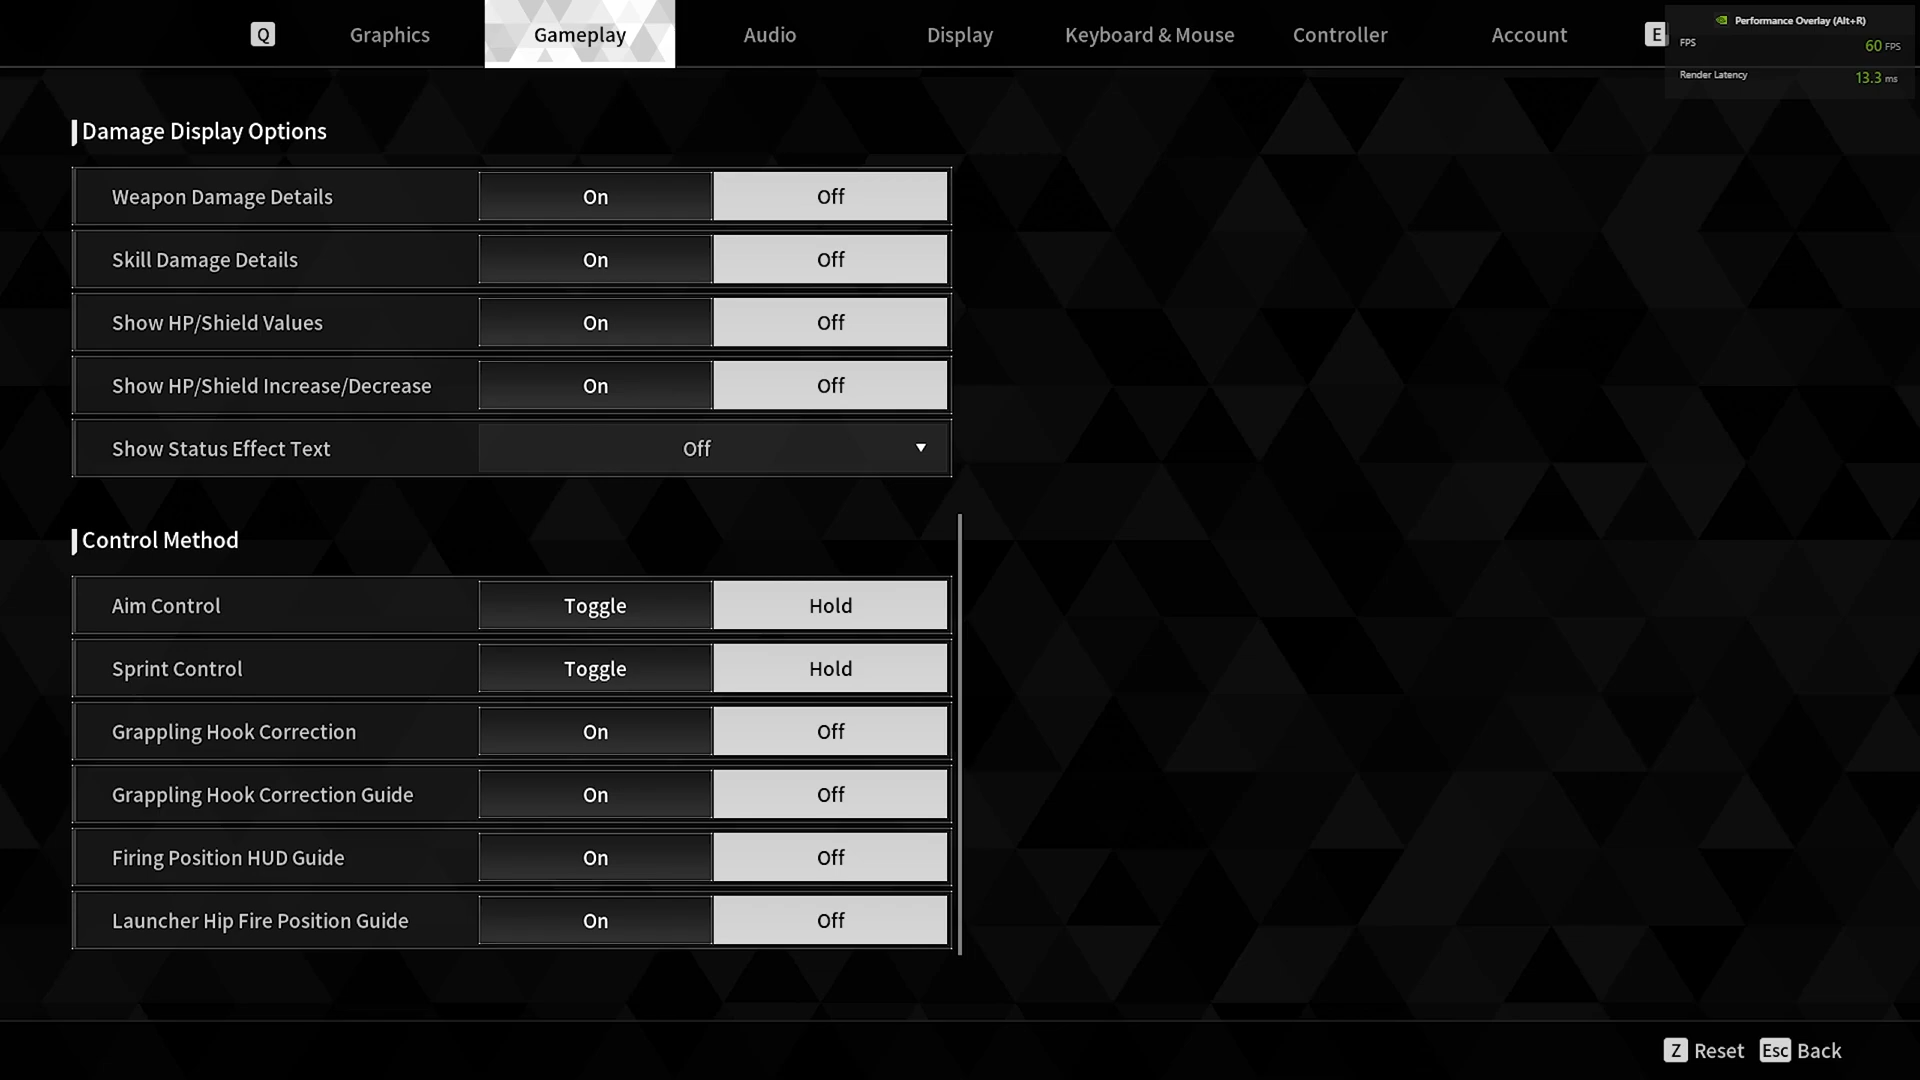 Q Graphics Gameplay Audio Display Keyboard & Mouse Controller Account E
Performance Overlay (Alt+R)
FPS 60 FPS
Render Latency 13.3 ms
Damage Display Options
Weapon Damage Details On Off
Skill Damage Details On Off
Show HP/Shield Values On Off
Show HP/Shield Increase/Decrease On Off
Show Status Effect Text Off
Control Method
Aim Control Toggle Hold
Sprint Control Toggle Hold
Grappling Hook Correction On Off
Grappling Hook Correction Guide On Off
Firing Position HUD Guide On Off
Launcher Hip Fire Position Guide On Off
Z Reset Esc Back